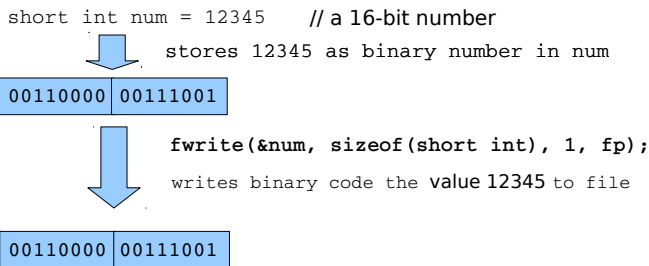 short int num = 12345 // a 16-bit number
stores 12345 as binary number in num
00110000 00111001
fwrite(&num, sizeof(short int), 1, fp);
writes binary code the value 12345 to file
00110000 00111001